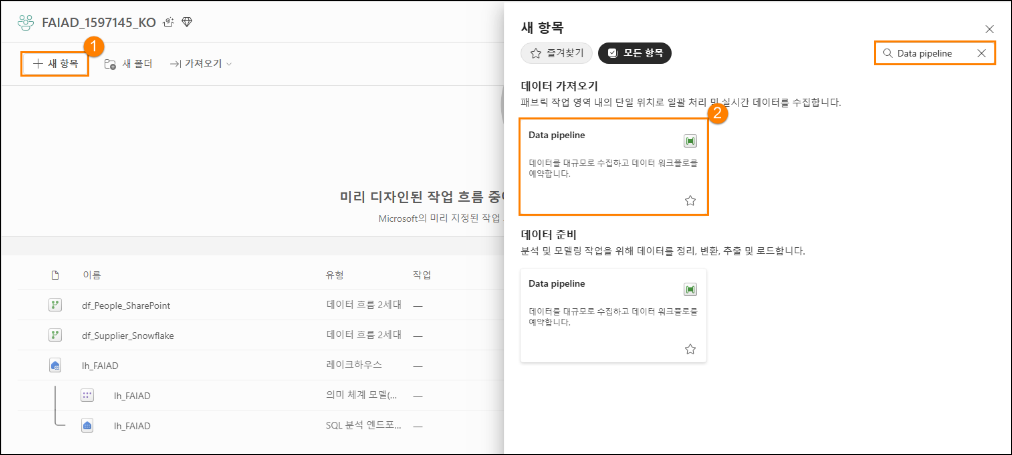 FAIAD_1597145_KO
1
새 항목
새 폴더
가져오기
미리 디자인된 작업 흐름 중
Microsoft의 미리 지정된 작업
이름
유형
작업
df_People_SharePoint
데이터 흐름 2세대
—
df_Supplier_Snowflake
데이터 흐름 2세대
—
lh_FAIAD
레이크하우스
—
lh_FAIAD
의미 체계 모델(...
—
lh_FAIAD
SQL 분석 엔드포...
—
새 항목
즐겨찾기
모든 항목
Data pipeline
데이터 가져오기
패브릭 작업 영역 내의 단일 위치로 일괄 처리 및 실시간 데이터를 수집합니다.
2
Data pipeline
데이터를 대규모로 수집하고 데이터 워크플로를
예약합니다.
데이터 준비
분석 및 모델링 작업을 위해 데이터를 정리, 변환, 추출 및 로드합니다.
Data pipeline
데이터를 대규모로 수집하고 데이터 워크플로를
예약합니다.